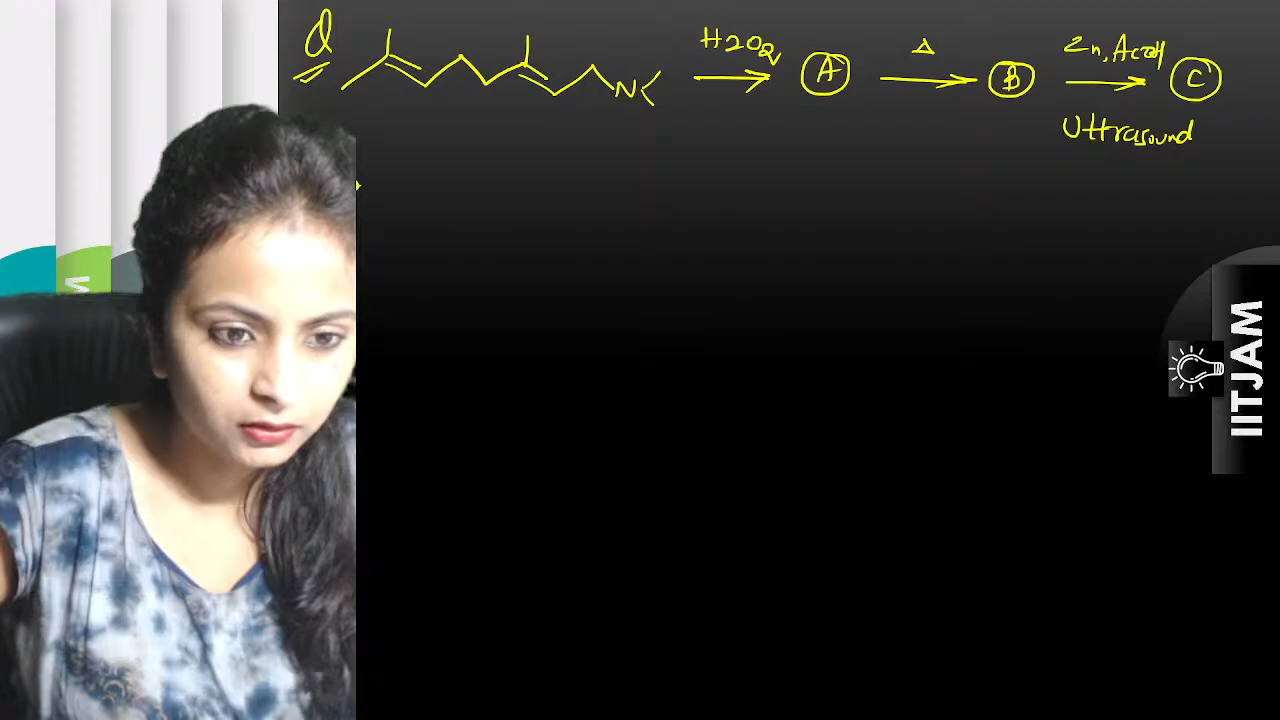 Q
N
H2O2
A
Δ
B
Zn, AcOH
Ultrasound
C
IITJAM